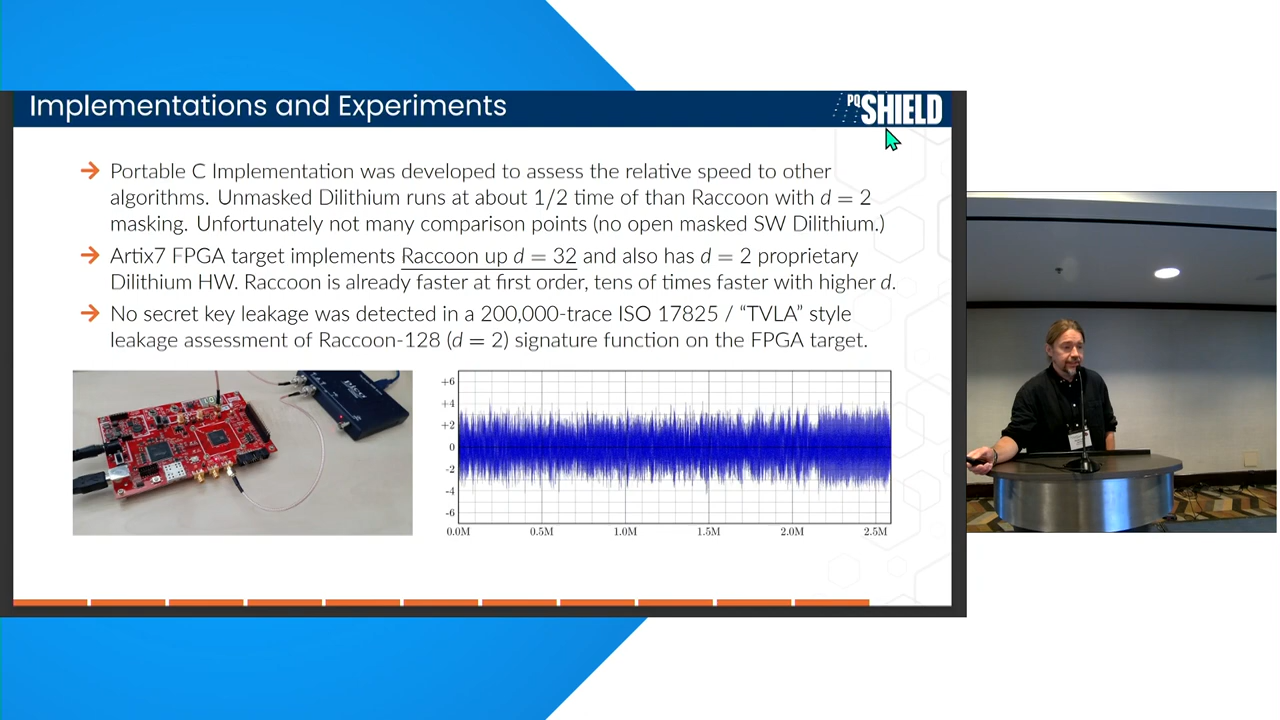 Implementations and Experiments
PQ SHIELD
→ Portable C Implementation was developed to assess the relative speed to other
algorithms. Unmasked Dilithium runs at about 1/2 time of than Raccoon with d = 2
masking. Unfortunately not many comparison points (no open masked SW Dilithium.)
→ Artix7 FPGA target implements Raccoon up d = 32 and also has d = 2 proprietary
Dilithium HW. Raccoon is already faster at first order, tens of times faster with higher d.
→ No secret key leakage was detected in a 200,000-trace ISO 17825 / “TVLA” style
leakage assessment of Raccoon-128 (d = 2) signature function on the FPGA target.
+6
+4
+2
0
-2
-4
-6
0.0M 0.5M 1.0M 1.5M 2.0M 2.5M